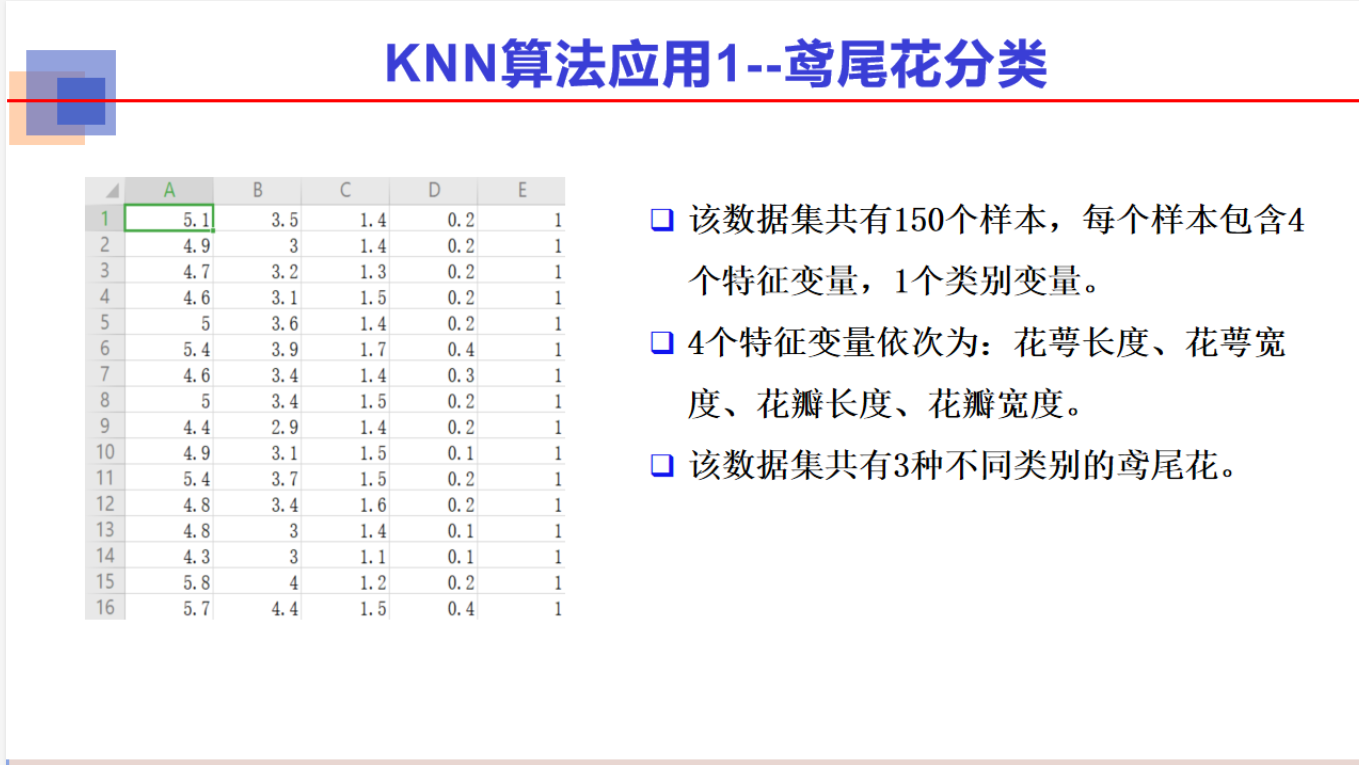 KNN算法应用1--鸢尾花分类
A B C D E
1 5.1 3.5 1.4 0.2 1
2 4.9 3 1.4 0.2 1
3 4.7 3.2 1.3 0.2 1
4 4.6 3.1 1.5 0.2 1
5 5 3.6 1.4 0.2 1
6 5.4 3.9 1.7 0.4 1
7 4.6 3.4 1.4 0.3 1
8 5 3.4 1.5 0.2 1
9 4.4 2.9 1.4 0.2 1
10 4.9 3.1 1.5 0.1 1
11 5.4 3.7 1.5 0.2 1
12 4.8 3.4 1.6 0.2 1
13 4.8 3 1.4 0.1 1
14 4.3 3 1.1 0.1 1
15 5.8 4 1.2 0.2 1
16 5.7 4.4 1.5 0.4 1
该数据集共有150个样本，每个样本包含4
个特征变量，1个类别变量。
4个特征变量依次为：花萼长度、花萼宽
度、花瓣长度、花瓣宽度。
该数据集共有3种不同类别的鸢尾花。